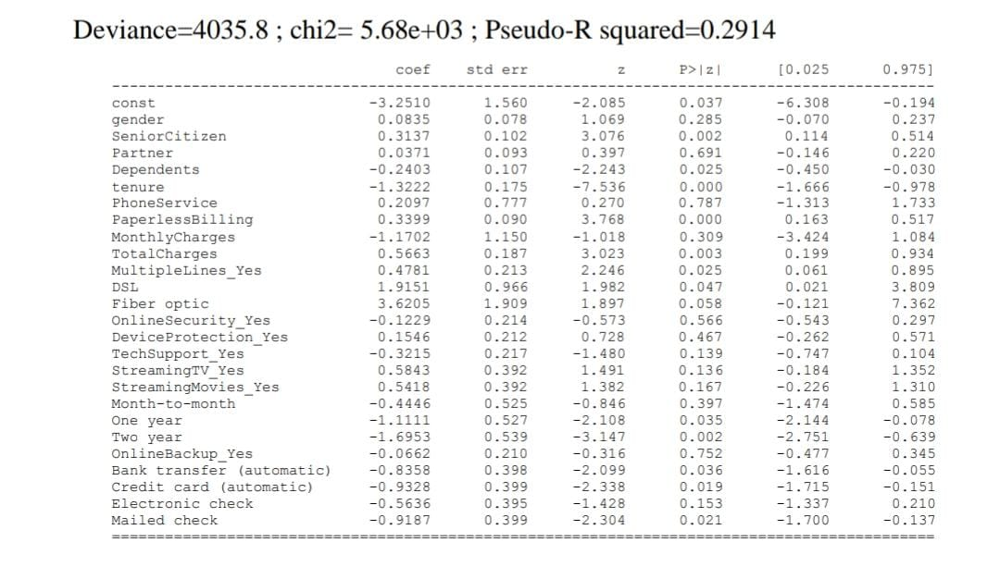 Deviance=4035.8 ; chi2= 5.68e+03 ; Pseudo-R squared=0.2914
coef std err z P>|z| [0.025 0.975]
const -3.2510 1.560 -2.085 0.037 -6.308 -0.194
gender 0.0835 0.078 1.069 0.285 -0.070 0.237
SeniorCitizen 0.3137 0.102 3.076 0.002 0.114 0.514
Partner 0.0371 0.093 0.397 0.691 -0.146 0.220
Dependents -0.2403 0.107 -2.243 0.025 -0.450 -0.030
tenure -1.3222 0.175 -7.536 0.000 -1.666 -0.978
PhoneService 0.2097 0.777 0.270 0.787 -1.313 1.733
PaperlessBilling 0.3399 0.090 3.768 0.000 0.163 0.517
MonthlyCharges -1.1702 1.150 -1.018 0.309 -3.424 1.084
TotalCharges 0.5663 0.187 3.023 0.003 0.199 0.934
MultipleLines_Yes 0.4781 0.213 2.246 0.025 0.061 0.895
DSL 1.9151 0.966 1.982 0.047 0.021 3.809
Fiber optic 3.6205 1.909 1.897 0.058 -0.121 7.362
OnlineSecurity_Yes -0.1229 0.214 -0.573 0.566 -0.543 0.297
DeviceProtection_Yes 0.1546 0.212 0.728 0.467 -0.262 0.571
TechSupport_Yes -0.3215 0.217 -1.480 0.139 -0.747 0.104
StreamingTV_Yes 0.5843 0.392 1.491 0.136 -0.184 1.352
StreamingMovies_Yes 0.5418 0.392 1.382 0.167 -0.226 1.310
Month-to-month -0.4446 0.525 -0.846 0.397 -1.474 0.585
One year -1.1111 0.527 -2.108 0.035 -2.144 -0.078
Two year -1.6953 0.539 -3.147 0.002 -2.751 -0.639
OnlineBackup_Yes -0.0662 0.210 -0.316 0.752 -0.477 0.345
Bank transfer (automatic) -0.8358 0.398 -2.099 0.036 -1.616 -0.055
Credit card (automatic) -0.9328 0.399 -2.338 0.019 -1.715 -0.151
Electronic check -0.5636 0.395 -1.428 0.153 -1.337 0.210
Mailed check -0.9187 0.399 -2.304 0.021 -1.700 -0.137